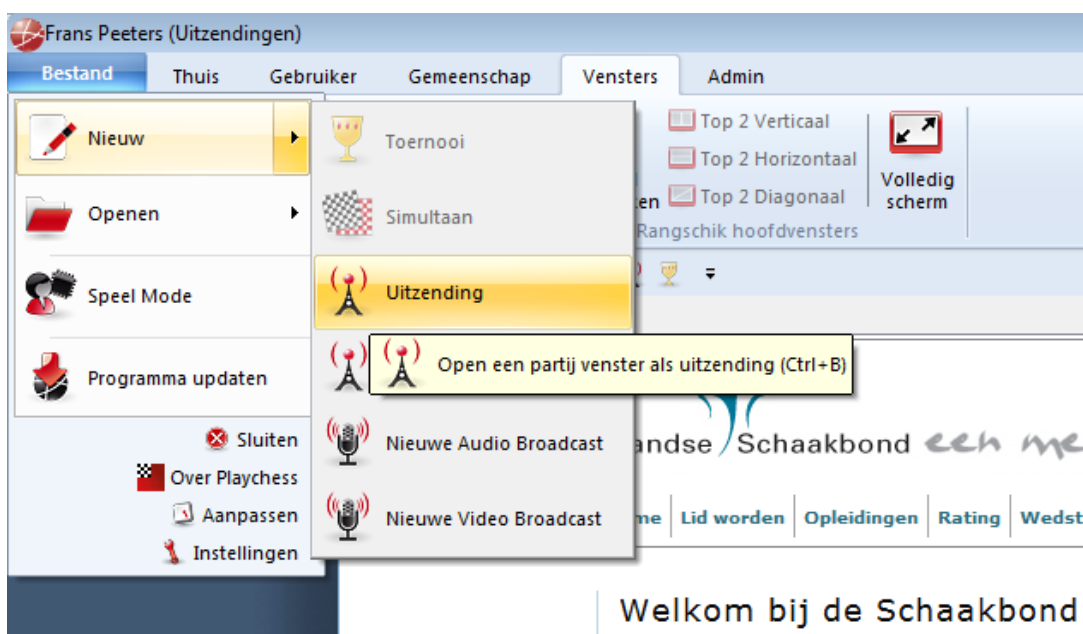 Frans Peeters (Uitzendingen)
Bestand Thuis Gebruiker Gemeenschap Vensters Admin
Nieuw
Openen
Speel Mode
Programma updaten
Sluiten
Over Playchess
Aanpassen
Instellingen
Toernooi
Simultaan
Uitzending
Open een partij venster als uitzending (Ctrl+B)
Nieuwe Audio Broadcast
Nieuwe Video Broadcast
Top 2 Verticaal
Top 2 Horizontaal
Top 2 Diagonaal
Volledig
scherm
Rangschik hoofdvensters
Schaakbond een
Lid worden Opleidingen Rating
Welkom bij de Schaakbond